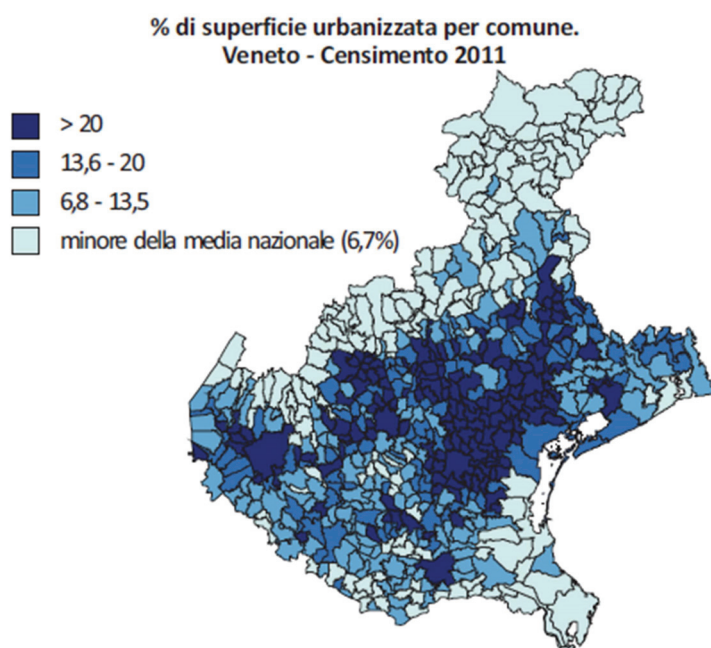 % di superficie urbanizzata per comune.
Veneto - Censimento 2011
> 20
13,6 - 20
6,8 - 13,5
minore della media nazionale (6,7%)